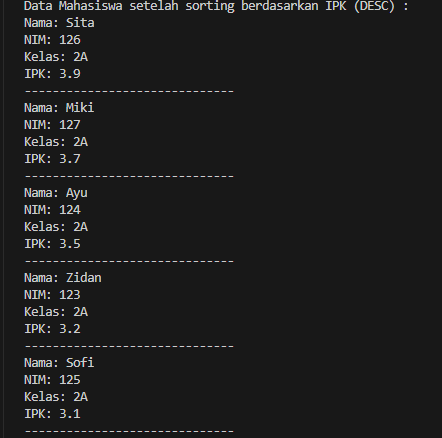 Data Mahasiswa setelah sorting berdasarkan IPK (DESC) :
Nama: Sita
NIM: 126
Kelas: 2A
IPK: 3.9
------------------------------
Nama: Miki
NIM: 127
Kelas: 2A
IPK: 3.7
------------------------------
Nama: Ayu
NIM: 124
Kelas: 2A
IPK: 3.5
------------------------------
Nama: Zidan
NIM: 123
Kelas: 2A
IPK: 3.2
------------------------------
Nama: Sofi
NIM: 125
Kelas: 2A
IPK: 3.1
------------------------------